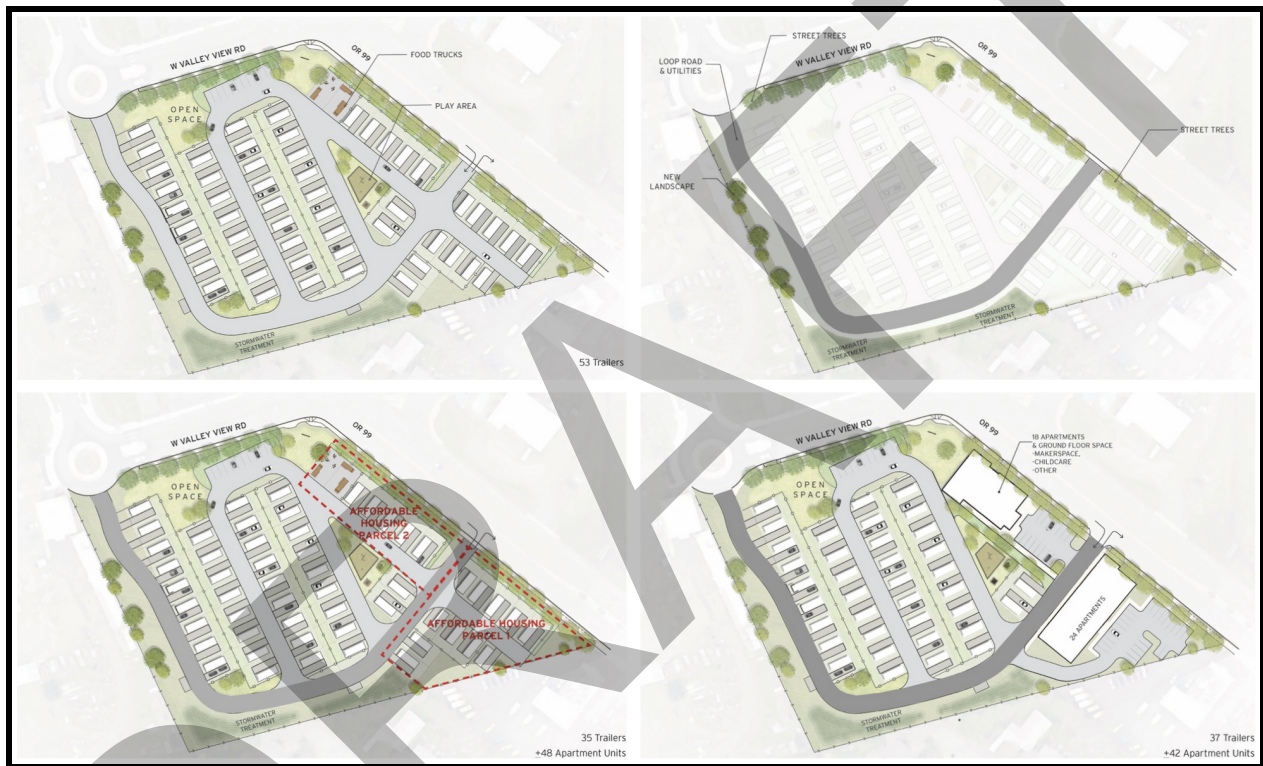 W VALLEY VIEW RD
OR 99
FOOD TRUCKS
OPEN
SPACE
PLAY AREA
STORMWATER
TREATMENT
53 Trailers
STREET TREES
W VALLEY VIEW RD
OR 99
LOOP ROAD
& UTILITIES
STREET TREES
NEW
LANDSCAPE
STORMWATER
TREATMENT
STORMWATER
TREATMENT
W VALLEY VIEW RD
OR 99
OPEN
SPACE
AFFORDABLE
HOUSING
PARCEL 2
AFFORDABLE HOUSING
PARCEL 1
STORMWATER
TREATMENT
35 Trailers
+48 Apartment Units
W VALLEY VIEW RD
OR 99
18 APARTMENTS
& GROUND FLOOR SPACE
-MAKERSPACE,
-CHILDCARE
-OTHER
OPEN
SPACE
24 APARTMENTS
STORMWATER
TREATMENT
37 Trailers
+42 Apartment Units
DRAFT